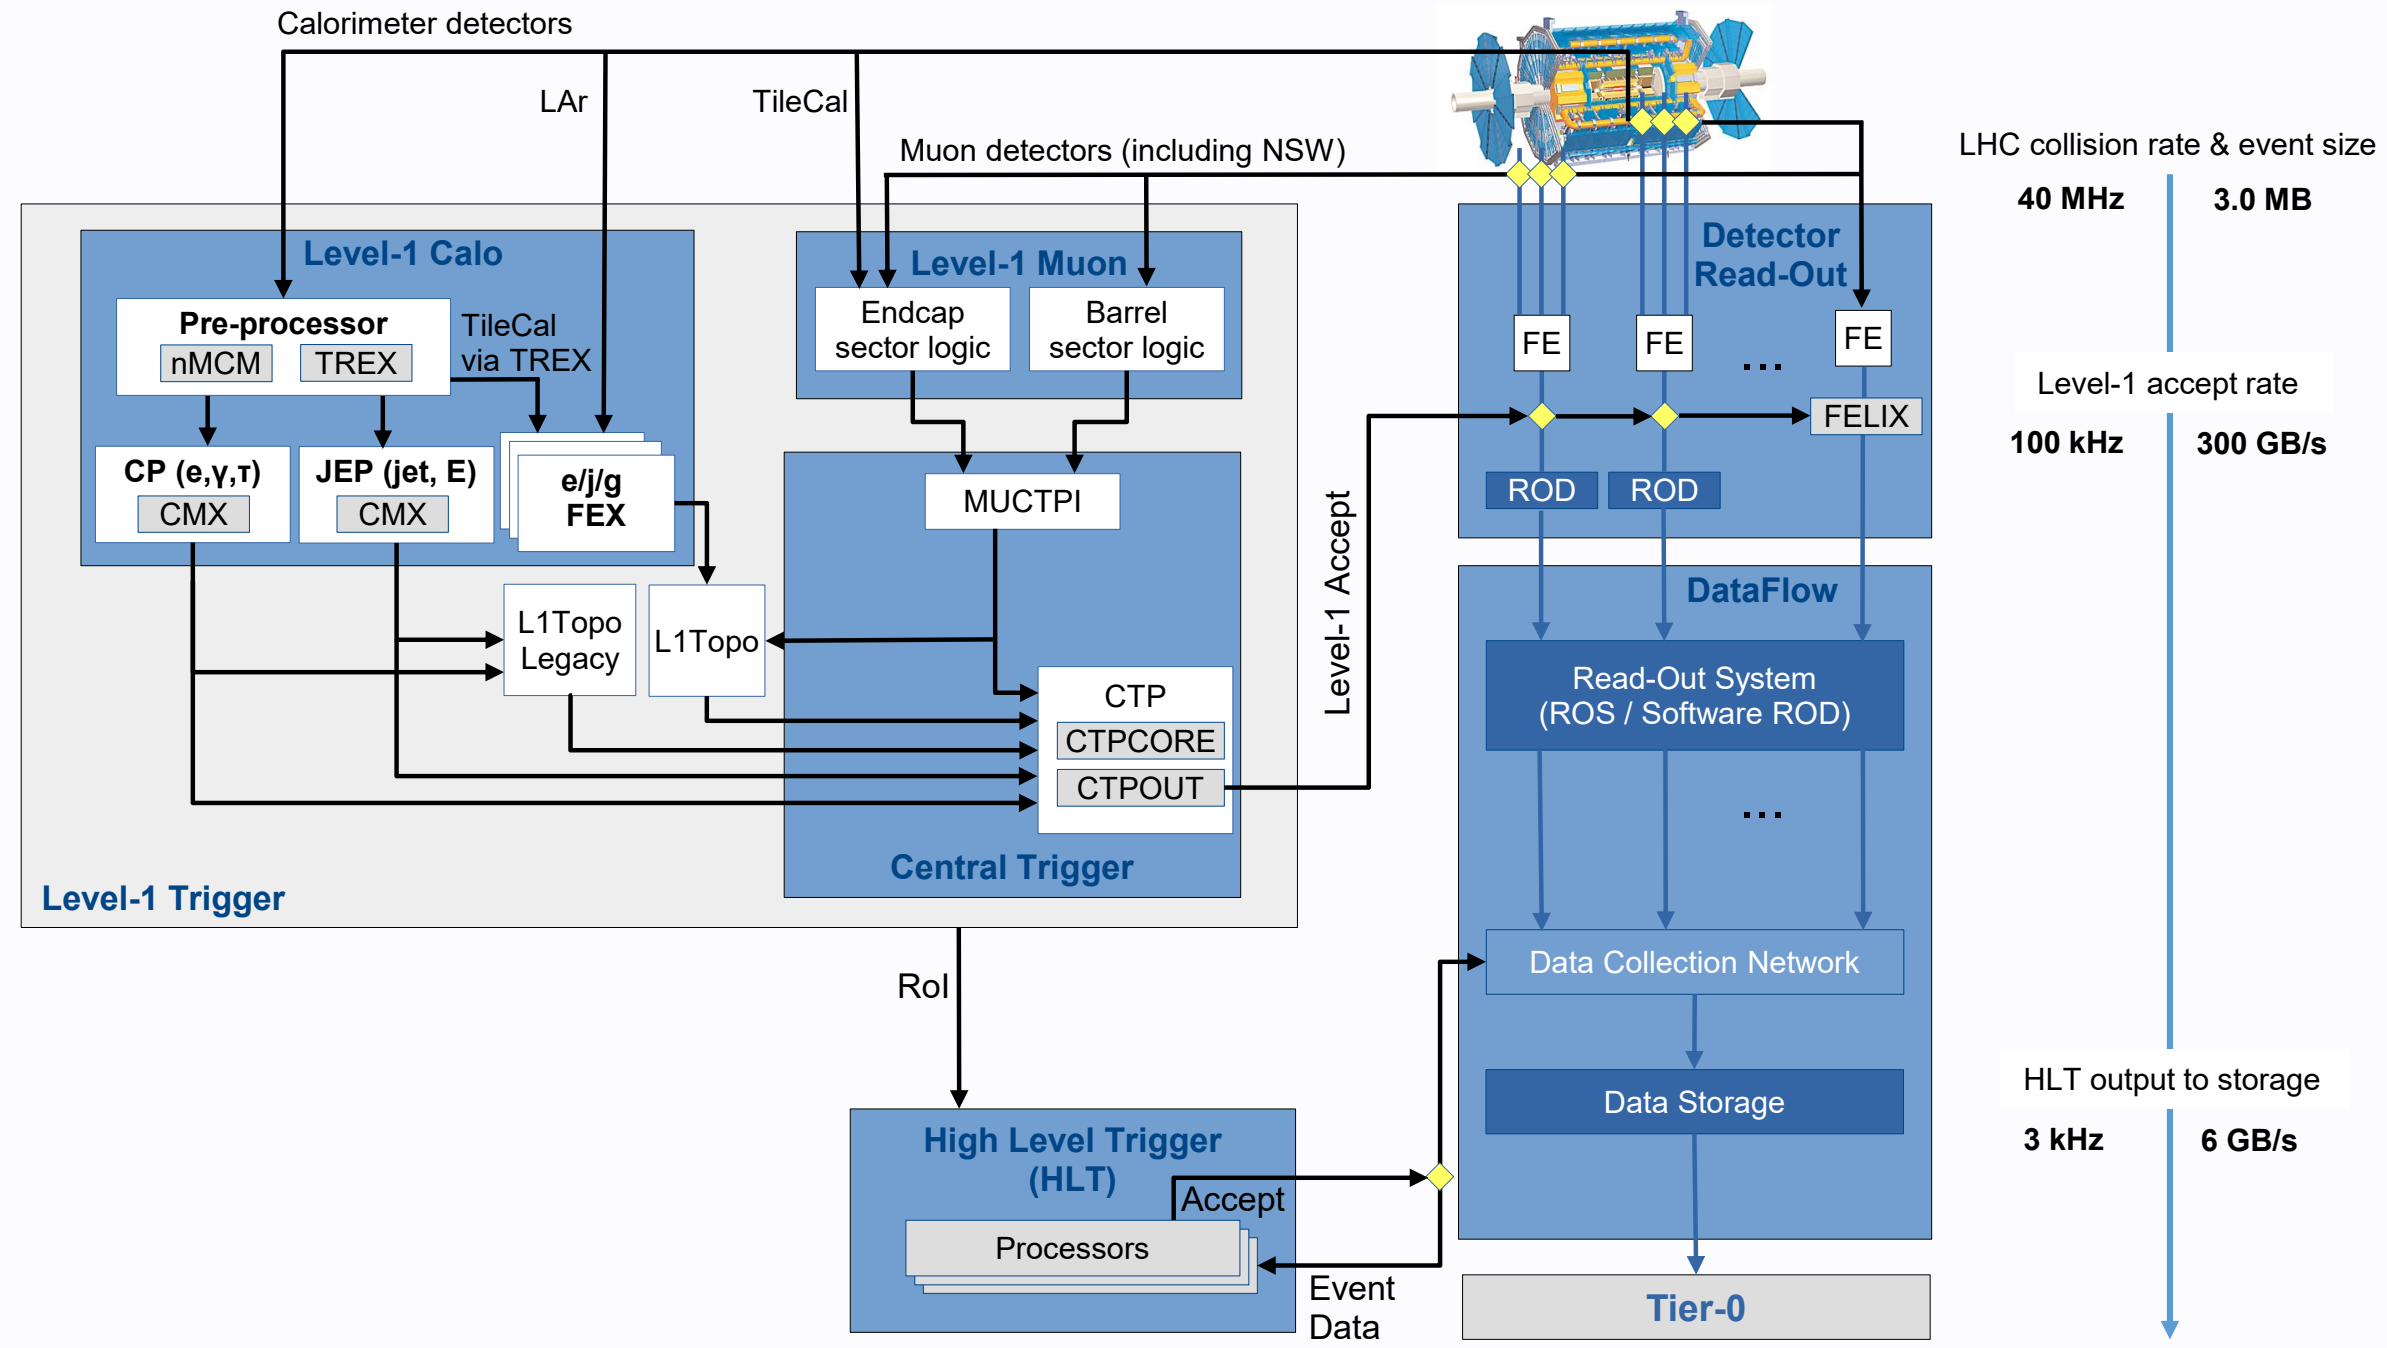 Calorimeter detectors
LAr
TileCal
Muon detectors (including NSW)
LHC collision rate & event size
40 MHz
3.0 MB
Level-1 Calo
Pre-processor
nMCM
TREX
TileCal
via TREX
CP (e,γ,τ)
CMX
JEP (jet, E)
CMX
e/j/g
FEX
Level-1 Muon
Endcap
sector logic
Barrel
sector logic
MUCTPI
L1Topo
Legacy
L1Topo
CTP
CTPCORE
CTPOUT
Central Trigger
Level-1 Trigger
Level-1 Accept
Detector
Read-Out
FE
FE
...
FE
FELIX
ROD
ROD
Level-1 accept rate
100 kHz
300 GB/s
DataFlow
Read-Out System
(ROS / Software ROD)
...
Data Collection Network
Data Storage
RoI
High Level Trigger
(HLT)
Accept
Processors
Event
Data
HLT output to storage
3 kHz
6 GB/s
Tier-0